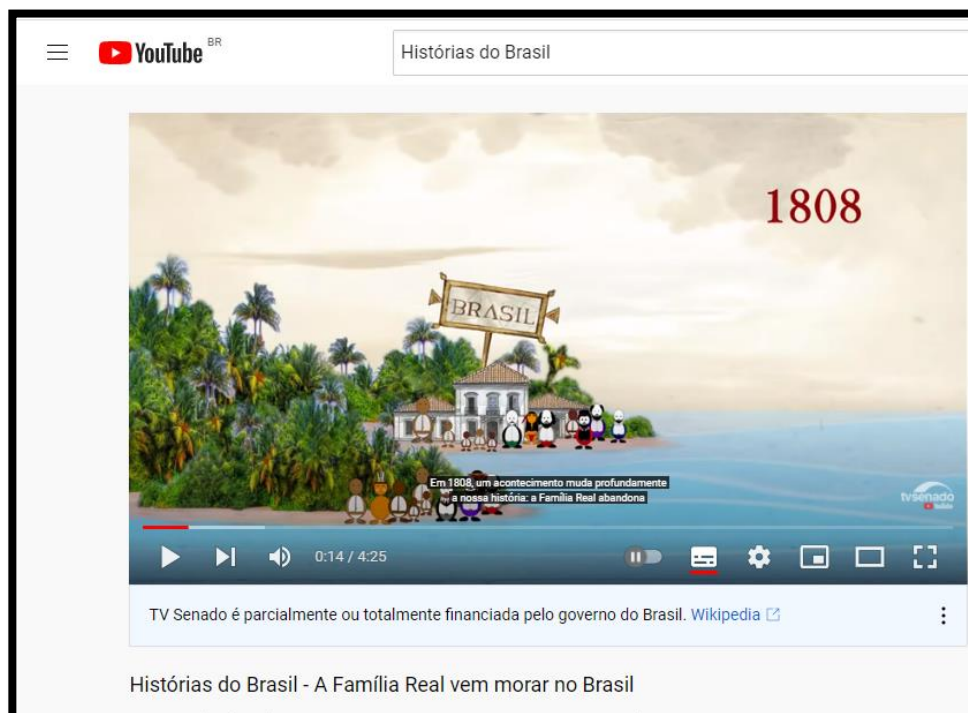 YouTube BR
Histórias do Brasil
1808
BRASIL
Em 1808, um acontecimento muda profundamente
a nossa história: a Família Real abandona
tvsenado
0:14 / 4:25
TV Senado é parcialmente ou totalmente financiada pelo governo do Brasil. Wikipedia
Histórias do Brasil - A Família Real vem morar no Brasil